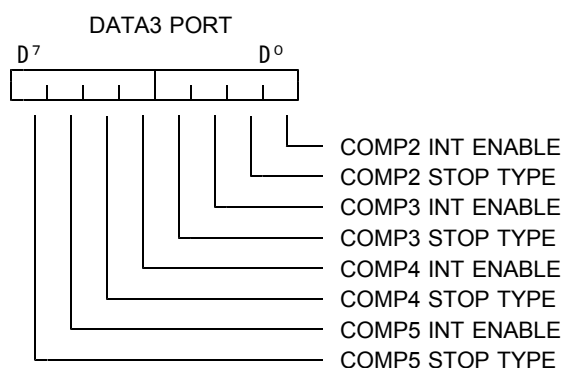 DATA3 PORT
D7 D0
COMP2 INT ENABLE
COMP2 STOP TYPE
COMP3 INT ENABLE
COMP3 STOP TYPE
COMP4 INT ENABLE
COMP4 STOP TYPE
COMP5 INT ENABLE
COMP5 STOP TYPE